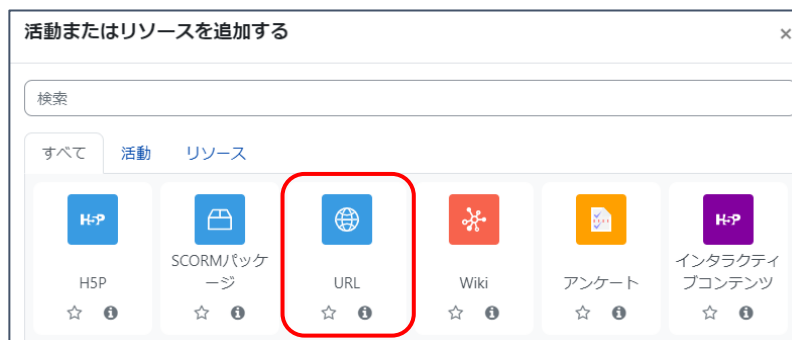 活動またはリソースを追加する
×
検索
すべて 活動 リソース
H5P
H5P
SCORMパッケ
ージ
URL
Wiki
アンケート
H5P
インタラクティ
ブコンテンツ